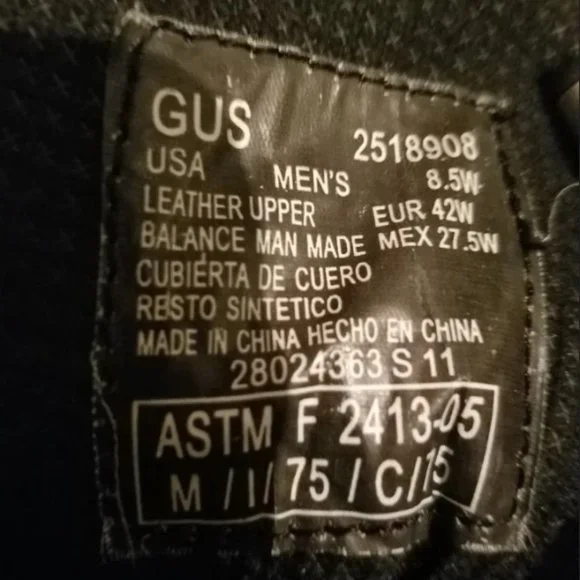 GUS 2518908
USA MEN'S 8.5W
LEATHER UPPER EUR 42W
BALANCE MAN MADE MEX 27.5W
CUBIERTA DE CUERO
RESTO SINTETICO
MADE IN CHINA HECHO EN CHINA
28024363 S 11
ASTM F 2413-05
M / I / 75 / C / 75